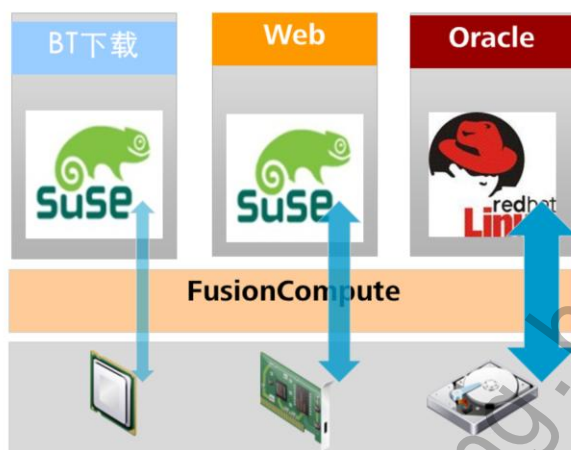 BT下载
Web
Oracle
SUSE
SUSE
redhat
Linux
FusionCompute